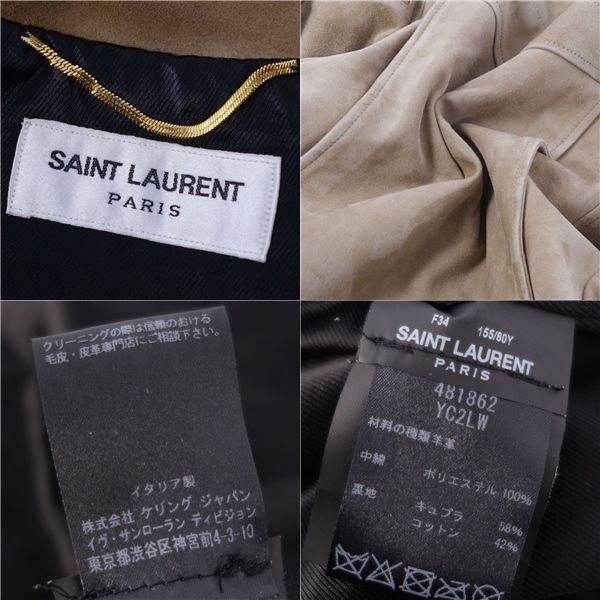 SAINT LAURENT
PARIS
クリーニングの際は信頼のおける
毛皮・皮革専門店にご相談下さい。
イタリア製
株式会社 ケリング ジャパン
イヴ・サンローラン ディビジョン
東京都渋谷区神宮前4-3-10
F34 155/80Y
SAINT LAURENT
PARIS
481862
YC2LW
材料の種類羊革
中綿 ポリエステル 100%
裏地 キュプラ 58%
コットン 42%